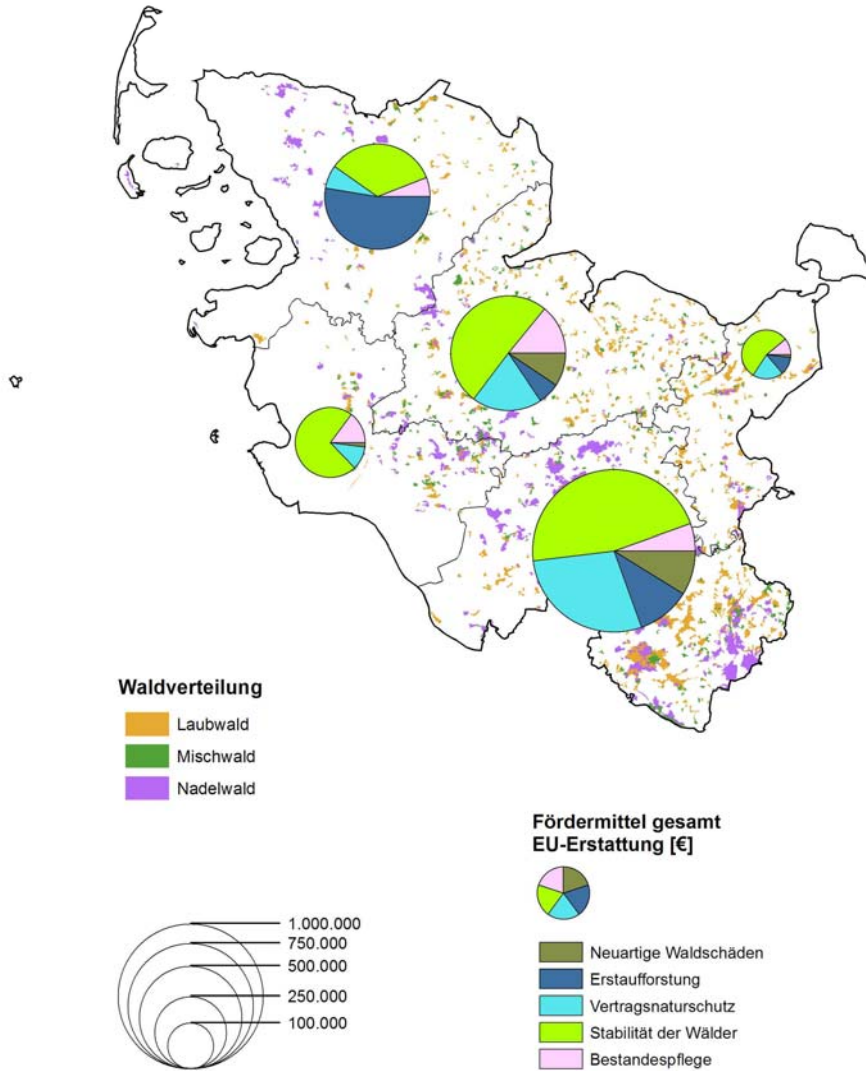 Waldverteilung
Laubwald
Mischwald
Nadelwald
Fördermittel gesamt
EU-Erstattung [€]
1.000.000
750.000
500.000
250.000
100.000
Neuartige Waldschäden
Erstaufforstung
Vertragsnaturschutz
Stabilität der Wälder
Bestandespflege